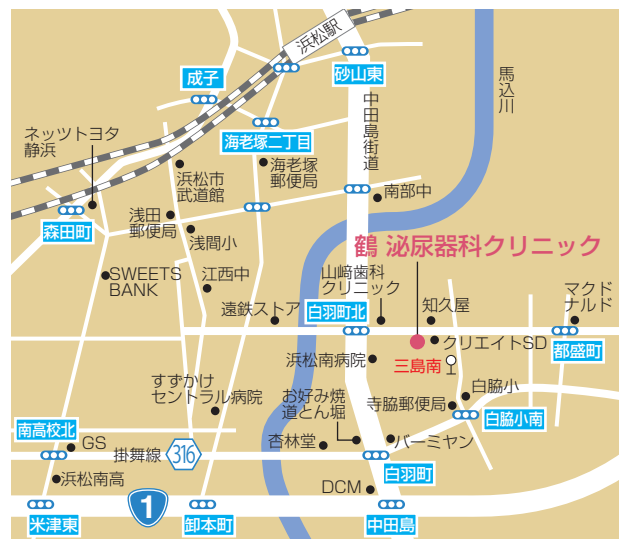 浜松駅
砂山東
成子
馬込川
中田島街道
ネッツトヨタ
静浜
海老塚二丁目
浜松市
武道館
海老塚
郵便局
南部中
森田町
浅田
郵便局
浅間小
鶴 泌尿器科クリニック
SWEETS
BANK
江西中
山﨑歯科
クリニック
知久屋
マクド
ナルド
遠鉄ストア
白羽町北
クリエイトSD
都盛町
浜松南病院
三島南
すずかけ
セントラル病院
お好み焼
道とん堀
白脇小
寺脇郵便局
白脇小南
南高校北
GS
掛舞線
316
杏林堂
バーミヤン
白羽町
浜松南高
1
DCM
米津東
卸本町
中田島